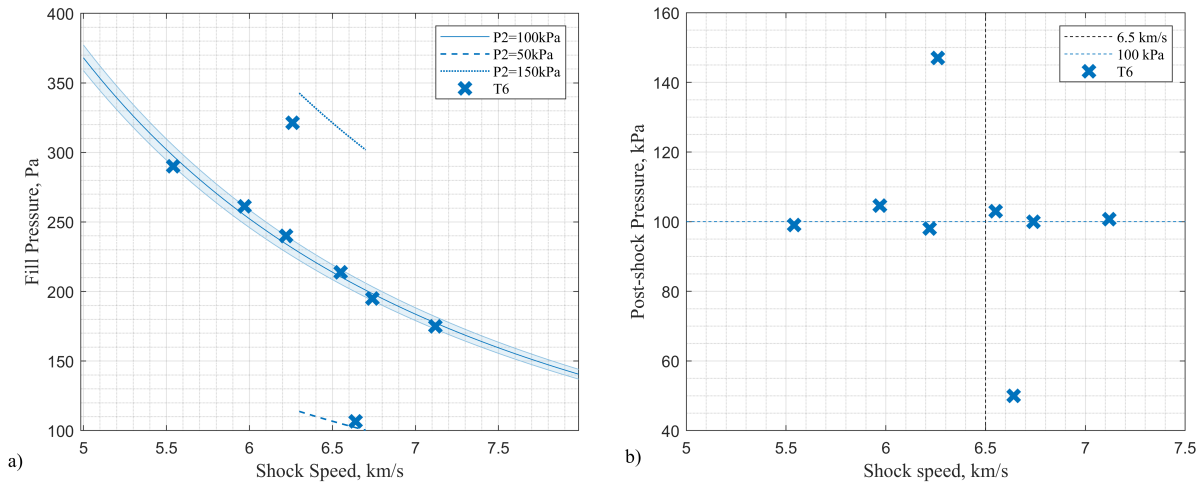 400
350
300
250
200
150
100
5
5.5
6
6.5
7
7.5
Fill Pressure, Pa
Shock Speed, km/s
P2=100kPa
P2=50kPa
P2=150kPa
T6
a)
160
140
120
100
80
60
40
5
5.5
6
6.5
7
7.5
Post-shock Pressure, kPa
Shock speed, km/s
6.5 km/s
100 kPa
T6
b)